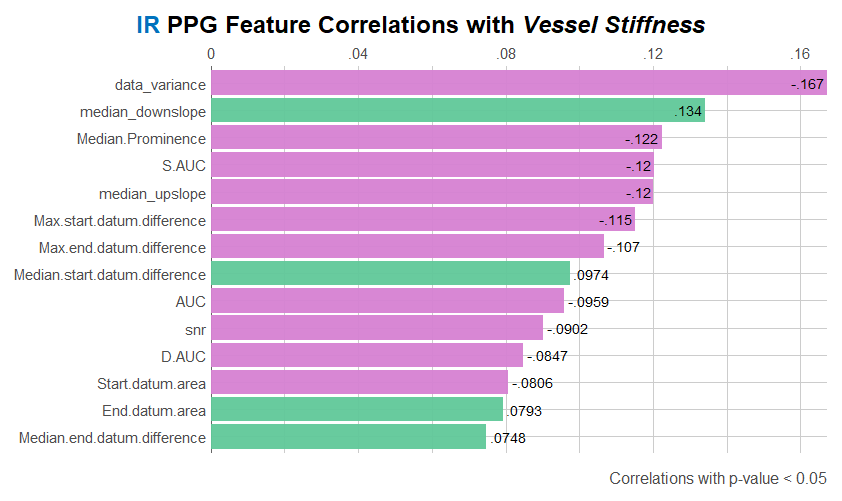 IR PPG Feature Correlations with Vessel Stiffness
0 .04 .08 .12 .16
data_variance -.167
median_downslope .134
Median.Prominence -.122
S.AUC -.12
median_upslope -.12
Max.start.datum.difference -.115
Max.end.datum.difference -.107
Median.start.datum.difference .0974
AUC -.0959
snr -.0902
D.AUC -.0847
Start.datum.area -.0806
End.datum.area .0793
Median.end.datum.difference .0748
Correlations with p-value < 0.05